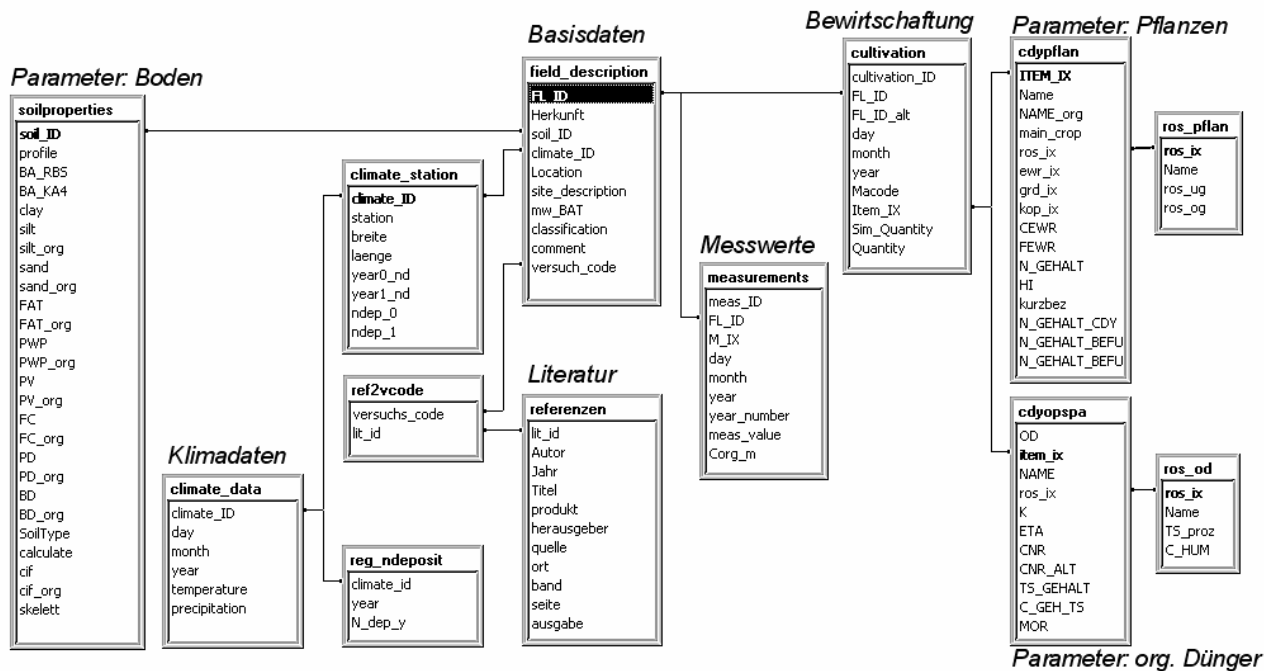 Parameter: Boden
soilproperties
soil_ID
profile
BA_RBS
BA_KA4
clay
silt
silt_org
sand
sand_org
FAT
FAT_org
PWP
PWP_org
PV
PV_org
FC
FC_org
PD
PD_org
BD
BD_org
SoilType
calculate
cif
cif_org
skelett
Klimadaten
climate_data
climate_ID
day
month
year
temperature
precipitation
climate_station
climate_ID
station
breite
laenge
year0_nd
year1_nd
ndep_0
ndep_1
ref2vcode
versuchs_code
lit_id
reg_ndeposit
climate_id
year
N_dep_y
Basisdaten
field_description
FL_ID
Herkunft
soil_ID
climate_ID
Location
site_description
mw_BAT
classification
comment
versuch_code
Literatur
referenzen
lit_id
Autor
Jahr
Titel
produkt
herausgeber
quelle
ort
band
seite
ausgabe
Messwerte
measurements
meas_ID
FL_ID
M_IX
day
month
year
year_number
meas_value
Corg_m
Bewirtschaftung
cultivation
cultivation_ID
FL_ID
FL_ID_alt
day
month
year
Macode
Item_IX
Sim_Quantity
Quantity
Parameter: Pflanzen
cdypflan
ITEM_IX
Name
NAME_org
main_crop
ros_ix
ewr_ix
grd_ix
kop_ix
CEWR
FEWR
N_GEHALT
HI
kurzbez
N_GEHALT_CDY
N_GEHALT_BEFU
N_GEHALT_BEFU
ros_pflan
ros_ix
Name
ros_ug
ros_og
cdyopspa
OD
item_ix
NAME
ros_ix
K
ETA
CNR
CNR_ALT
TS_GEHALT
C_GEH_TS
MOR
Parameter: org. Dünger
ros_od
ros_ix
Name
TS_proz
C_HUM